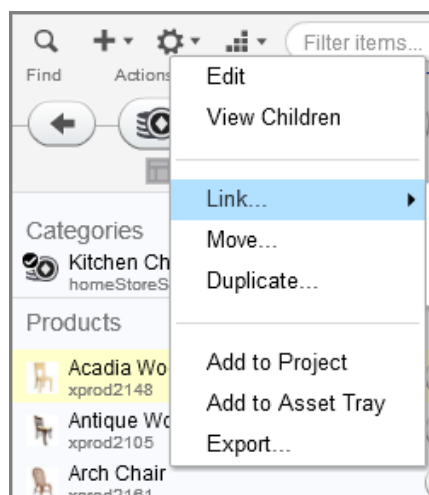 Filter items...
Find
Actions
Edit
View Children
Link...
Move...
Duplicate...
Add to Project
Add to Asset Tray
Export...
Categories
Kitchen Ch
homeStoreS
Products
Acadia Wo
xprod2148
Antique Wo
xprod2105
Arch Chair
xprod2161